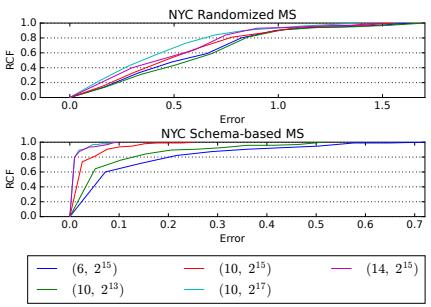 NYC Randomized MS
1.0
0.8
0.6
0.4
0.2
0.0
RCF
0.0 0.5 1.0 1.5
Error
NYC Schema-based MS
1.0
0.8
0.6
0.4
0.2
0.0
RCF
0.0 0.1 0.2 0.3 0.4 0.5 0.6 0.7
Error
(6, 2^15) (10, 2^15) (14, 2^15)
(10, 2^13) (10, 2^17)